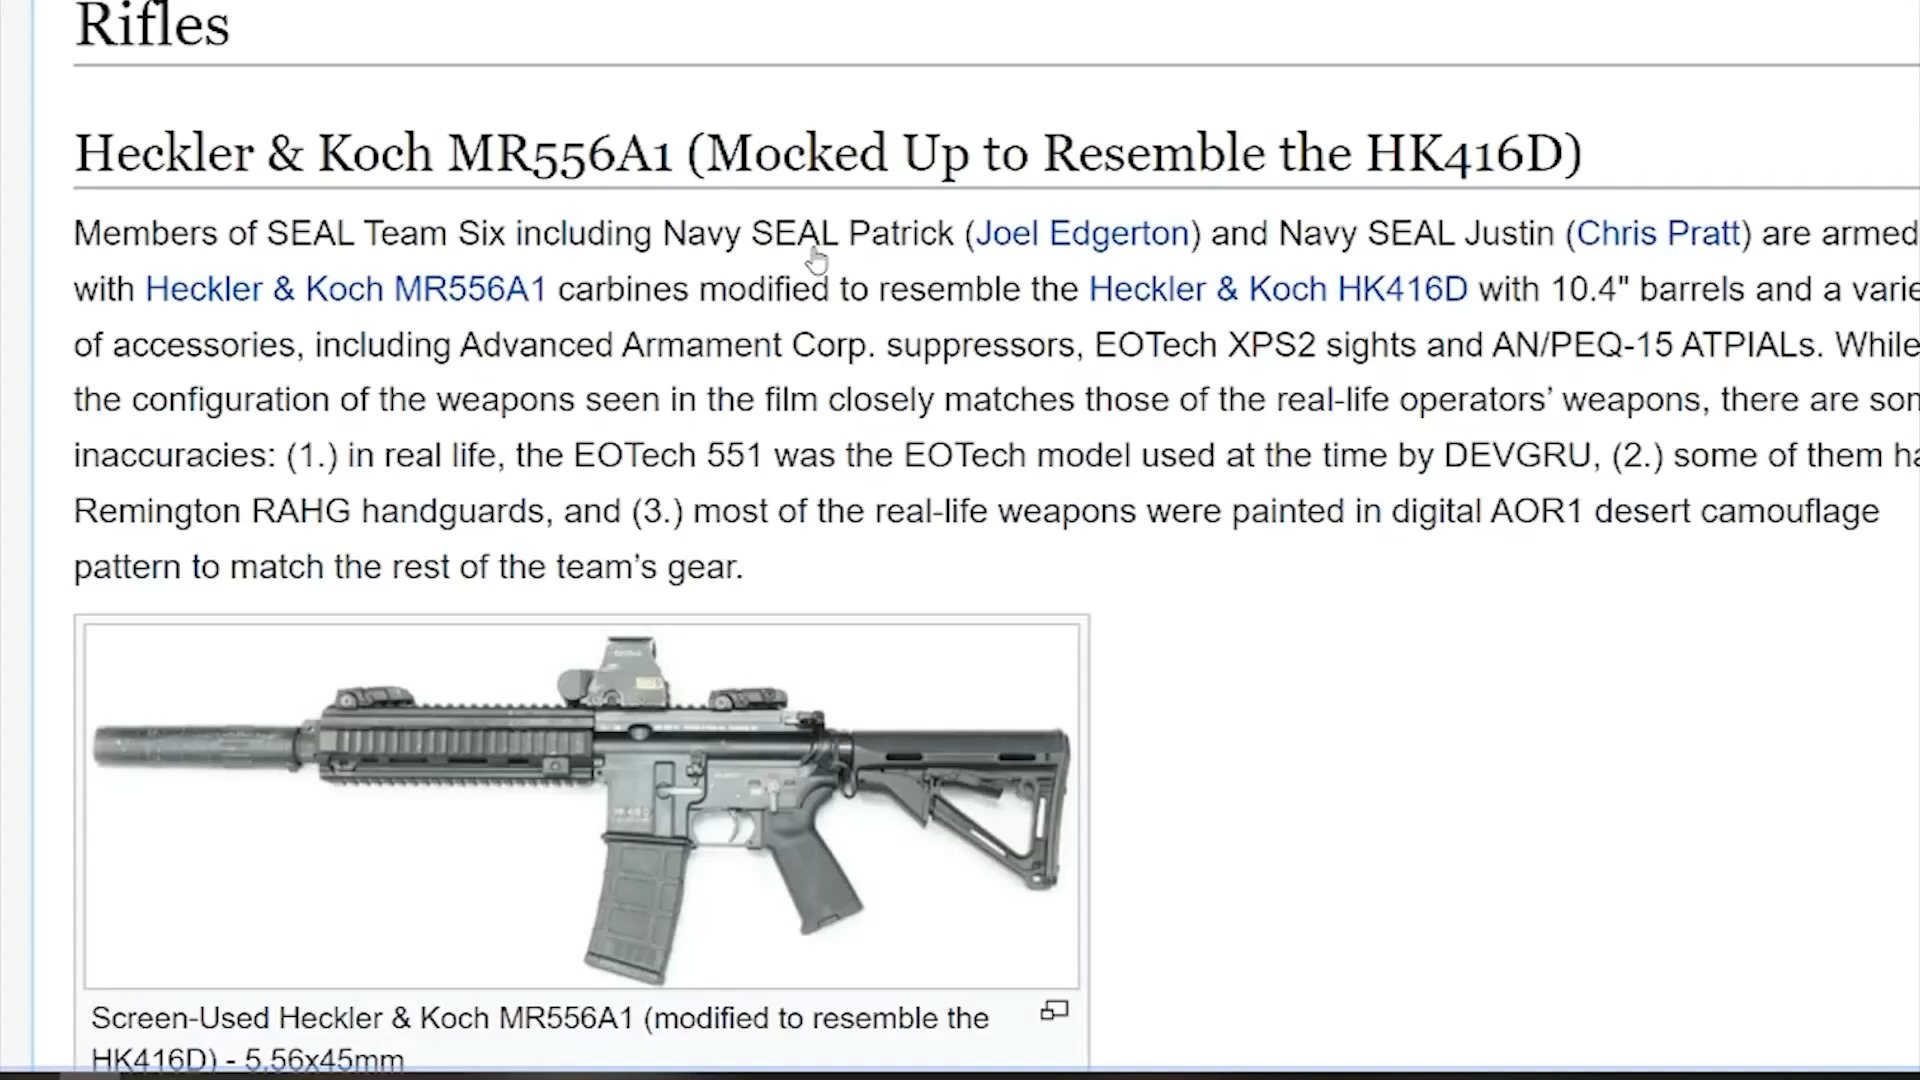 Rifles
Heckler & Koch MR556A1 (Mocked Up to Resemble the HK416D)
Members of SEAL Team Six including Navy SEAL Patrick (Joel Edgerton) and Navy SEAL Justin (Chris Pratt) are armed
with Heckler & Koch MR556A1 carbines modified to resemble the Heckler & Koch HK416D with 10.4" barrels and a varie
of accessories, including Advanced Armament Corp. suppressors, EOTech XPS2 sights and AN/PEQ-15 ATPIALs. While
the configuration of the weapons seen in the film closely matches those of the real-life operators’ weapons, there are som
inaccuracies: (1.) in real life, the EOTech 551 was the EOTech model used at the time by DEVGRU, (2.) some of them ha
Remington RAHG handguards, and (3.) most of the real-life weapons were painted in digital AOR1 desert camouflage
pattern to match the rest of the team’s gear.
Screen-Used Heckler & Koch MR556A1 (modified to resemble the
HK416D) - 5.56x45mm